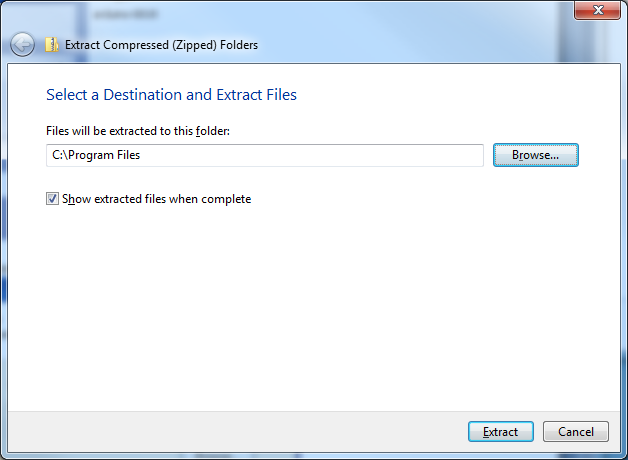 Extract Compressed (Zipped) Folders
Select a Destination and Extract Files
Files will be extracted to this folder:
C:\Program Files
Browse...
Show extracted files when complete
Extract
Cancel